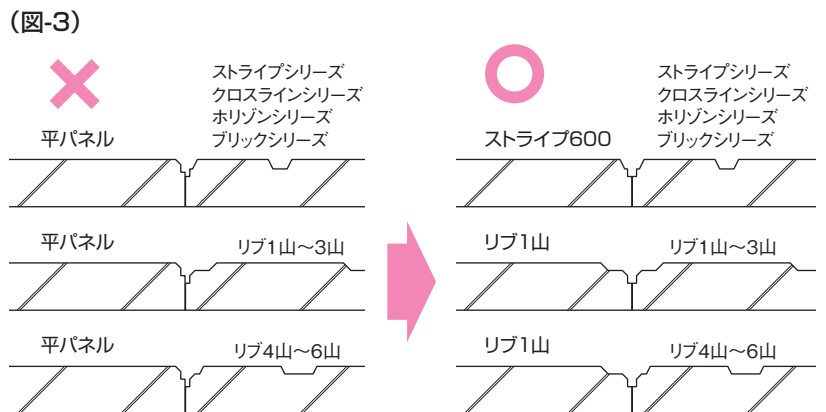 (図-3)
ストライプシリーズ
クロスラインシリーズ
ホリゾンシリーズ
平パネル ブリックシリーズ
平パネル リブ1山～3山
平パネル リブ4山～6山
ストライプシリーズ
クロスラインシリーズ
ホリゾンシリーズ
ストライプ600 ブリックシリーズ
リブ1山 リブ1山～3山
リブ1山 リブ4山～6山